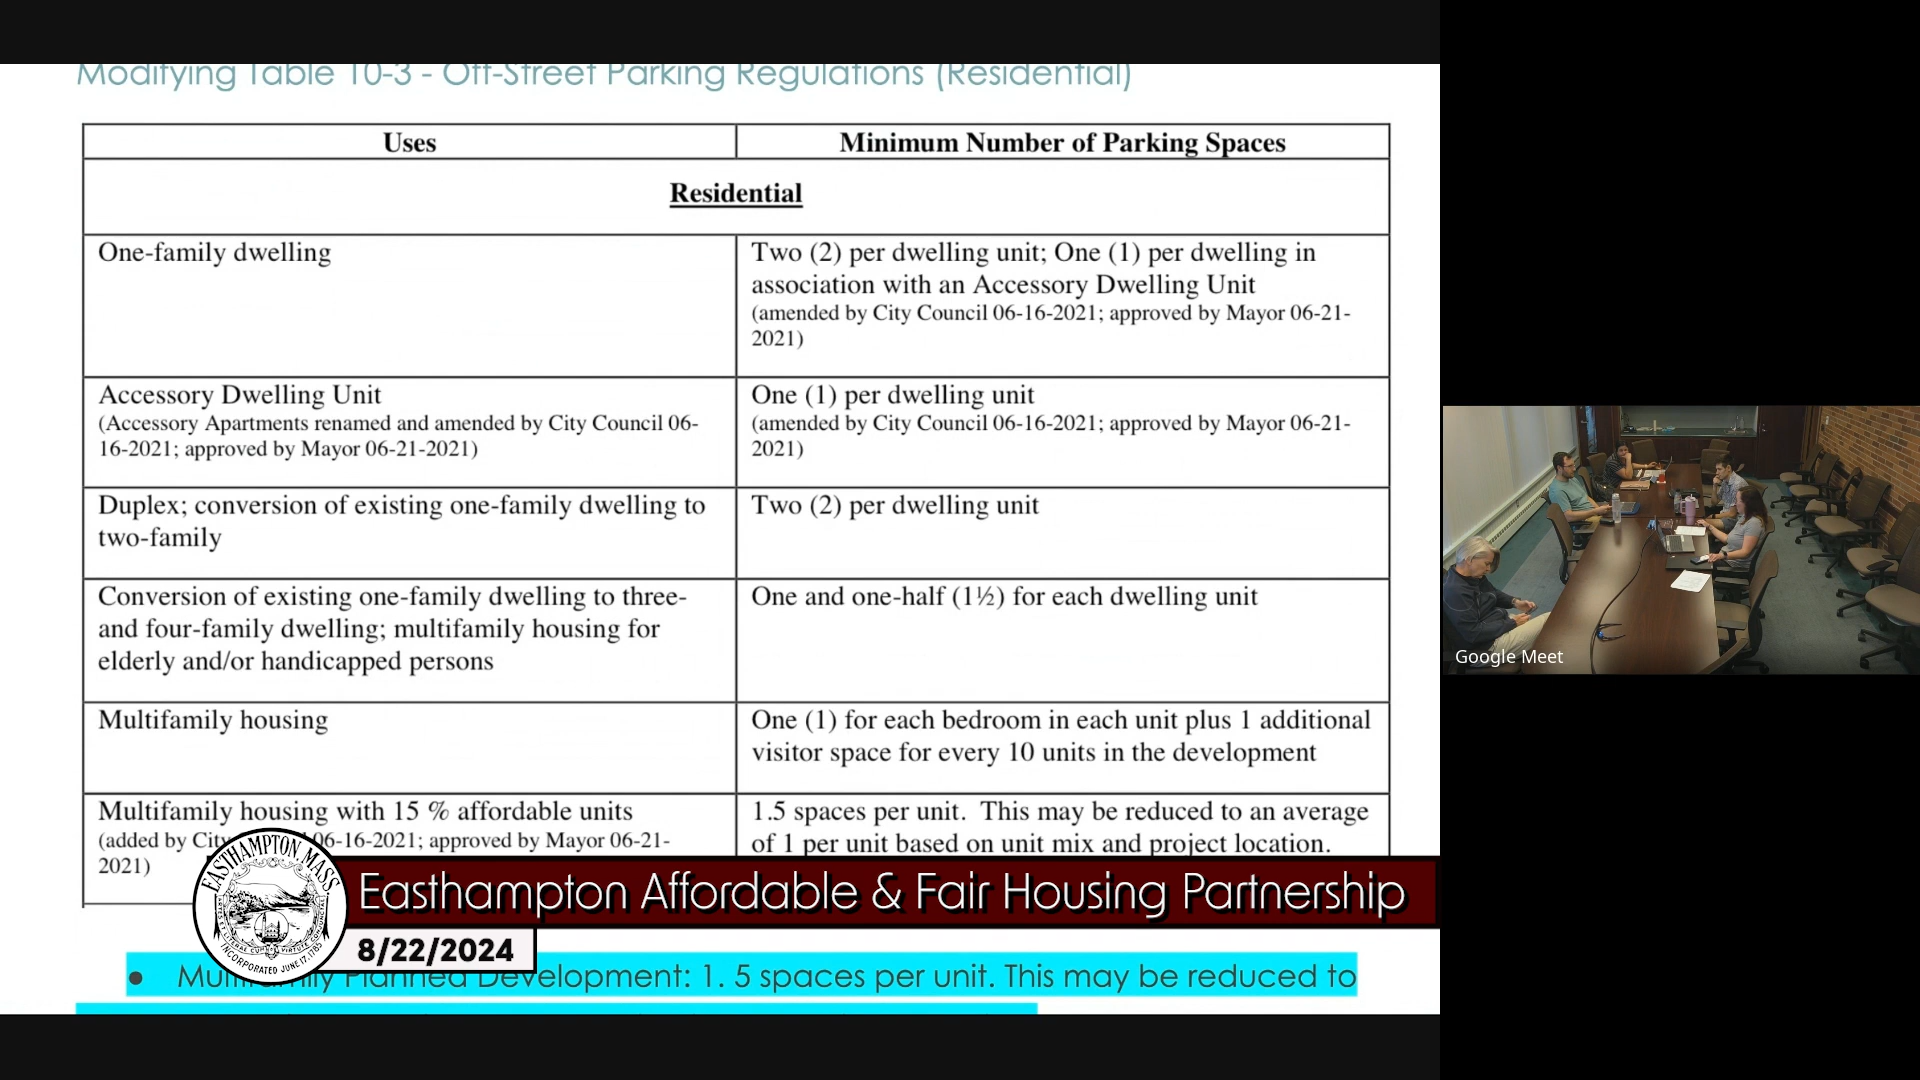 Modifying Table 10-3 - Off-Street Parking Regulations (Residential)
Uses
Minimum Number of Parking Spaces
Residential
One-family dwelling
Two (2) per dwelling unit; One (1) per dwelling in
association with an Accessory Dwelling Unit
(amended by City Council 06-16-2021; approved by Mayor 06-21-
2021)
Accessory Dwelling Unit
(Accessory Apartments renamed and amended by City Council 06-
16-2021; approved by Mayor 06-21-2021)
One (1) per dwelling unit
(amended by City Council 06-16-2021; approved by Mayor 06-21-
2021)
Duplex; conversion of existing one-family dwelling to
two-family
Two (2) per dwelling unit
Conversion of existing one-family dwelling to three-
and four-family dwelling; multifamily housing for
elderly and/or handicapped persons
One and one-half (1½) for each dwelling unit
Multifamily housing
One (1) for each bedroom in each unit plus 1 additional
visitor space for every 10 units in the development
Multifamily housing with 15 % affordable units
(added by City 06-16-2021; approved by Mayor 06-21-
2021)
1.5 spaces per unit. This may be reduced to an average
of 1 per unit based on unit mix and project location.
EASTHAMPTON, MASS
INCORPORATED JUNE 17, 1785
Easthampton Affordable & Fair Housing Partnership
8/22/2024
● Multifamily Planned Development: 1. 5 spaces per unit. This may be reduced to
Google Meet